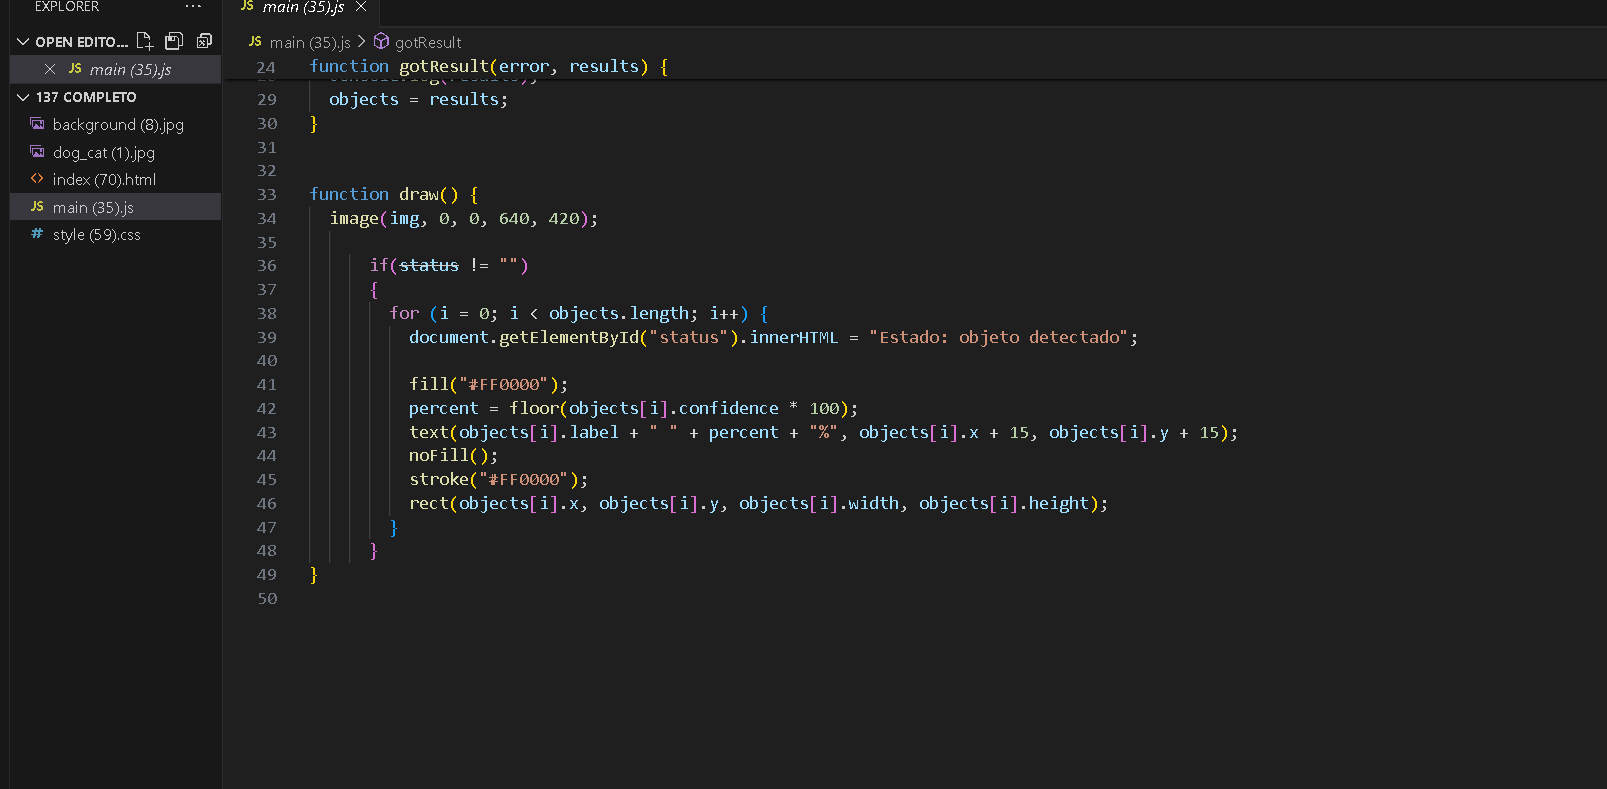 EXPLORER ...
JS main (35).js
OPEN EDITO...
JS main (35).js
137 COMPLETO
background (8).jpg
dog_cat (1).jpg
<> index (70).html
JS main (35).js
# style (59).css
JS main (35).js > gotResult
24 function gotResult(error, results) {
29 objects = results;
30 }
31
32
33 function draw() {
34 image(img, 0, 0, 640, 420);
35
36 if(status != "")
37 {
38 for (i = 0; i < objects.length; i++) {
39 document.getElementById("status").innerHTML = "Estado: objeto detectado";
40
41 fill("#FF0000");
42 percent = floor(objects[i].confidence * 100);
43 text(objects[i].label + " " + percent + "%", objects[i].x + 15, objects[i].y + 15);
44 noFill();
45 stroke("#FF0000");
46 rect(objects[i].x, objects[i].y, objects[i].width, objects[i].height);
47 }
48 }
49 }
50